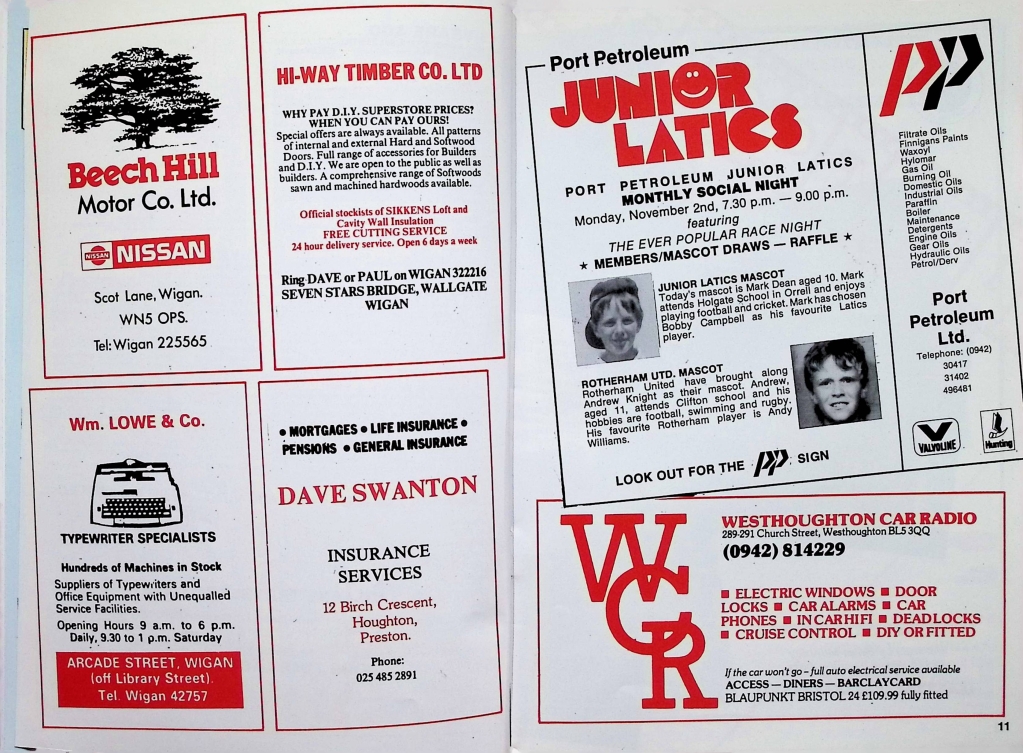 Beech Hill
Motor Co. Ltd.
NISSAN NISSAN
Scot Lane, Wigan.
WN5 OPS.
Tel: Wigan 225565
HI-WAY TIMBER CO. LTD
WHY PAY D.I.Y. SUPERSTORE PRICES?
WHEN YOU CAN PAY OURS!
Special offers are always available. All patterns
of internal and external Hard and Softwood
Doors. Full range of accessories for Builders
and D.I.Y. We are open to the public as well as
builders. A comprehensive range of Softwoods
sawn and machined hardwoods available.
Official stockists of SIKKENS Loft and
Cavity Wall Insulation
FREE CUTTING SERVICE
24 hour delivery service. Open 6 days a week
Ring DAVE or PAUL on WIGAN 322216
SEVEN STARS BRIDGE, WALLGATE
WIGAN
Wm. LOWE & Co.
TYPEWRITER SPECIALISTS
Hundreds of Machines in Stock
Suppliers of Typewriters and
Office Equipment with Unequalled
Service Facilities.
Opening Hours 9 a.m. to 6 p.m.
Daily, 9.30 to 1 p.m. Saturday
ARCADE STREET, WIGAN
(off Library Street).
Tel. Wigan 42757
• MORTGAGES • LIFE INSURANCE •
PENSIONS • GENERAL INSURANCE
DAVE SWANTON
INSURANCE
SERVICES
12 Birch Crescent,
Houghton,
Preston.
Phone:
025 485 2891
Port Petroleum
JUNIOR
LATICS
PORT PETROLEUM JUNIOR LATICS
MONTHLY SOCIAL NIGHT
Monday, November 2nd, 7.30 p.m. — 9.00 p.m.
featuring
THE EVER POPULAR RACE NIGHT
★ MEMBERS/MASCOT DRAWS — RAFFLE ★
JUNIOR LATICS MASCOT
Today's mascot is Mark Dean aged 10. Mark
attends Holgate School in Orrell and enjoys
playing football and cricket. Mark has chosen
Bobby Campbell as his favourite Latics
player.
ROTHERHAM UTD. MASCOT
Rotherham United have brought along
Andrew Knight as their mascot. Andrew,
aged 11, attends Clifton school and his
hobbies are football, swimming and rugby.
His favourite Rotherham player is Andy
Williams.
LOOK OUT FOR THE PP SIGN
PP
Filtrate Oils
Finnigans Paints
Waxoyl
Hylomar
Gas Oil
Burning Oil
Domestic Oils
Industrial Oils
Paraffin
Boiler
Maintenance
Detergents
Engine Oils
Gear Oils
Hydraulic Oils
Petrol/Derv
Port
Petroleum
Ltd.
Telephone: (0942)
30417
31402
496481
VALVOLINE
Hunting
WCR
WESTHOUGHTON CAR RADIO
289-291 Church Street, Westhoughton BL5 3QQ
(0942) 814229
■ ELECTRIC WINDOWS ■ DOOR
LOCKS ■ CAR ALARMS ■ CAR
PHONES ■ IN CAR HI FI ■ DEADLOCKS
■ CRUISE CONTROL ■ DIY OR FITTED
If the car won't go – full auto electrical service available
ACCESS — DINERS — BARCLAYCARD
BLAUPUNKT BRISTOL 24 £109.99 fully fitted
11